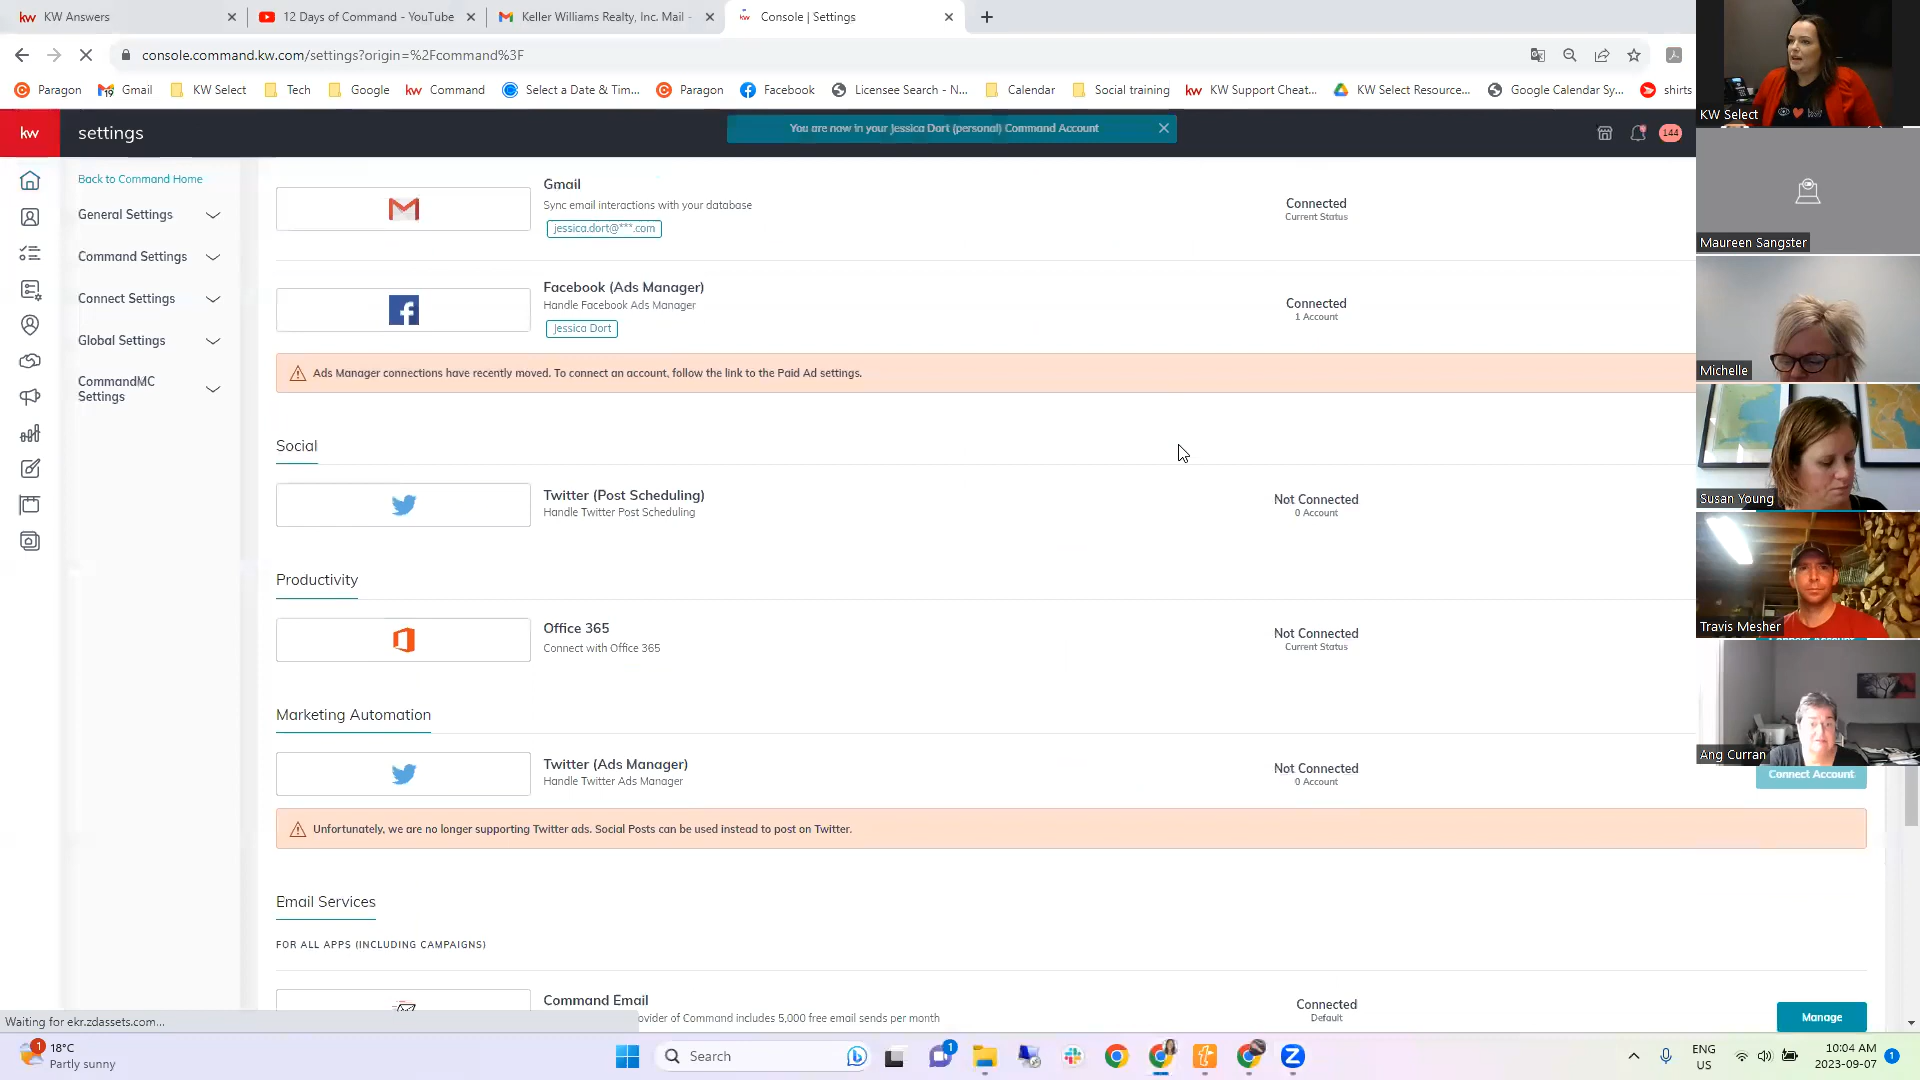 KW Answers
12 Days of Command - YouTube
Keller Williams Realty, Inc. Mail -
Console | Settings
console.command.kw.com/settings?origin=%2Fcommand%3F
Paragon
Gmail
KW Select
Tech
Google
Command
Select a Date & Tim...
Paragon
Facebook
Licensee Search - N...
Calendar
Social training
KW Support Cheat...
KW Select Resource...
Google Calendar Sy...
shirts
kw
settings
You are now in your Jessica Dort (personal) Command Account
144
KW Select
Back to Command Home
General Settings
Command Settings
Connect Settings
Global Settings
CommandMC
Settings
Gmail
Sync email interactions with your database
jessica.dort@***.com
Connected
Current Status
Facebook (Ads Manager)
Handle Facebook Ads Manager
Jessica Dort
Connected
1 Account
Ads Manager connections have recently moved. To connect an account, follow the link to the Paid Ad settings.
Social
Twitter (Post Scheduling)
Handle Twitter Post Scheduling
Not Connected
0 Account
Productivity
Office 365
Connect with Office 365
Not Connected
Current Status
Marketing Automation
Twitter (Ads Manager)
Handle Twitter Ads Manager
Not Connected
0 Account
Connect Account
Unfortunately, we are no longer supporting Twitter ads. Social Posts can be used instead to post on Twitter.
Email Services
FOR ALL APPS (INCLUDING CAMPAIGNS)
Command Email
ovider of Command includes 5,000 free email sends per month
Connected
Default
Manage
Maureen Sangster
Michelle
Susan Young
Travis Mesher
Ang Curran
Waiting for ekr.zdassets.com...
1
18°C
Partly sunny
Search
1
ENG
US
10:04 AM
2023-09-07
1